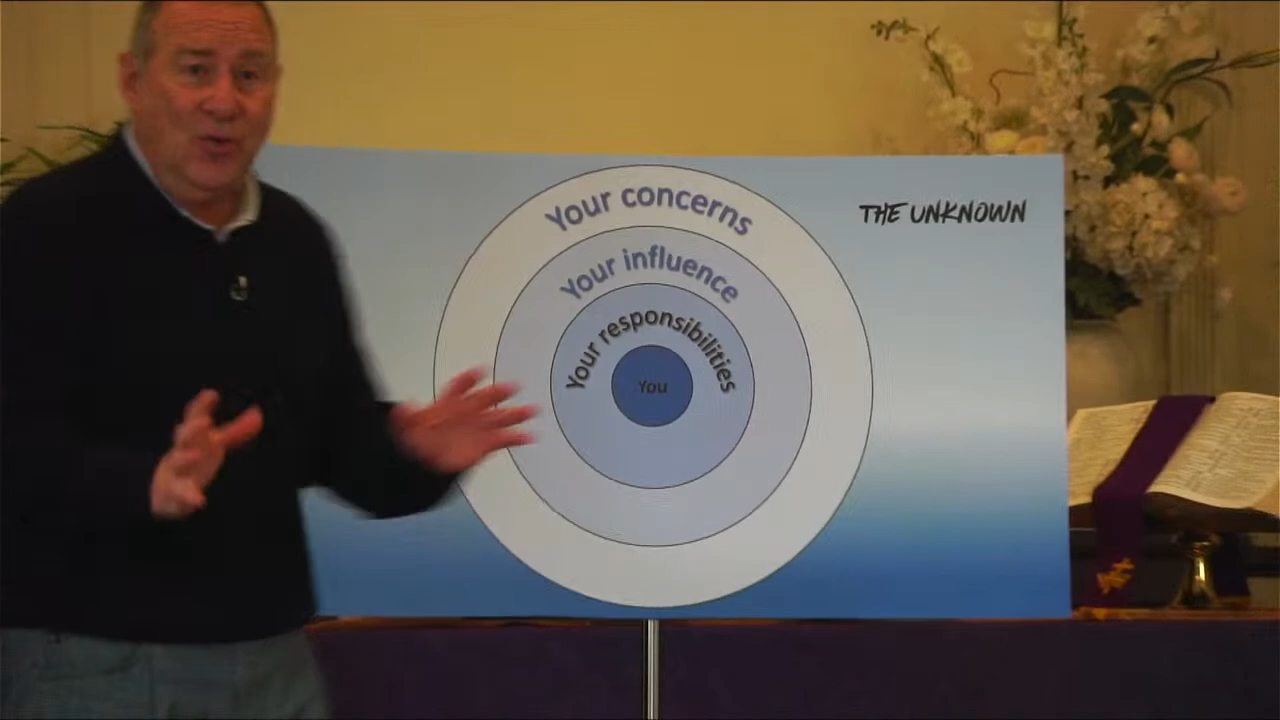 Your concerns
THE UNKNOWN
Your influence
Your responsibilities
You